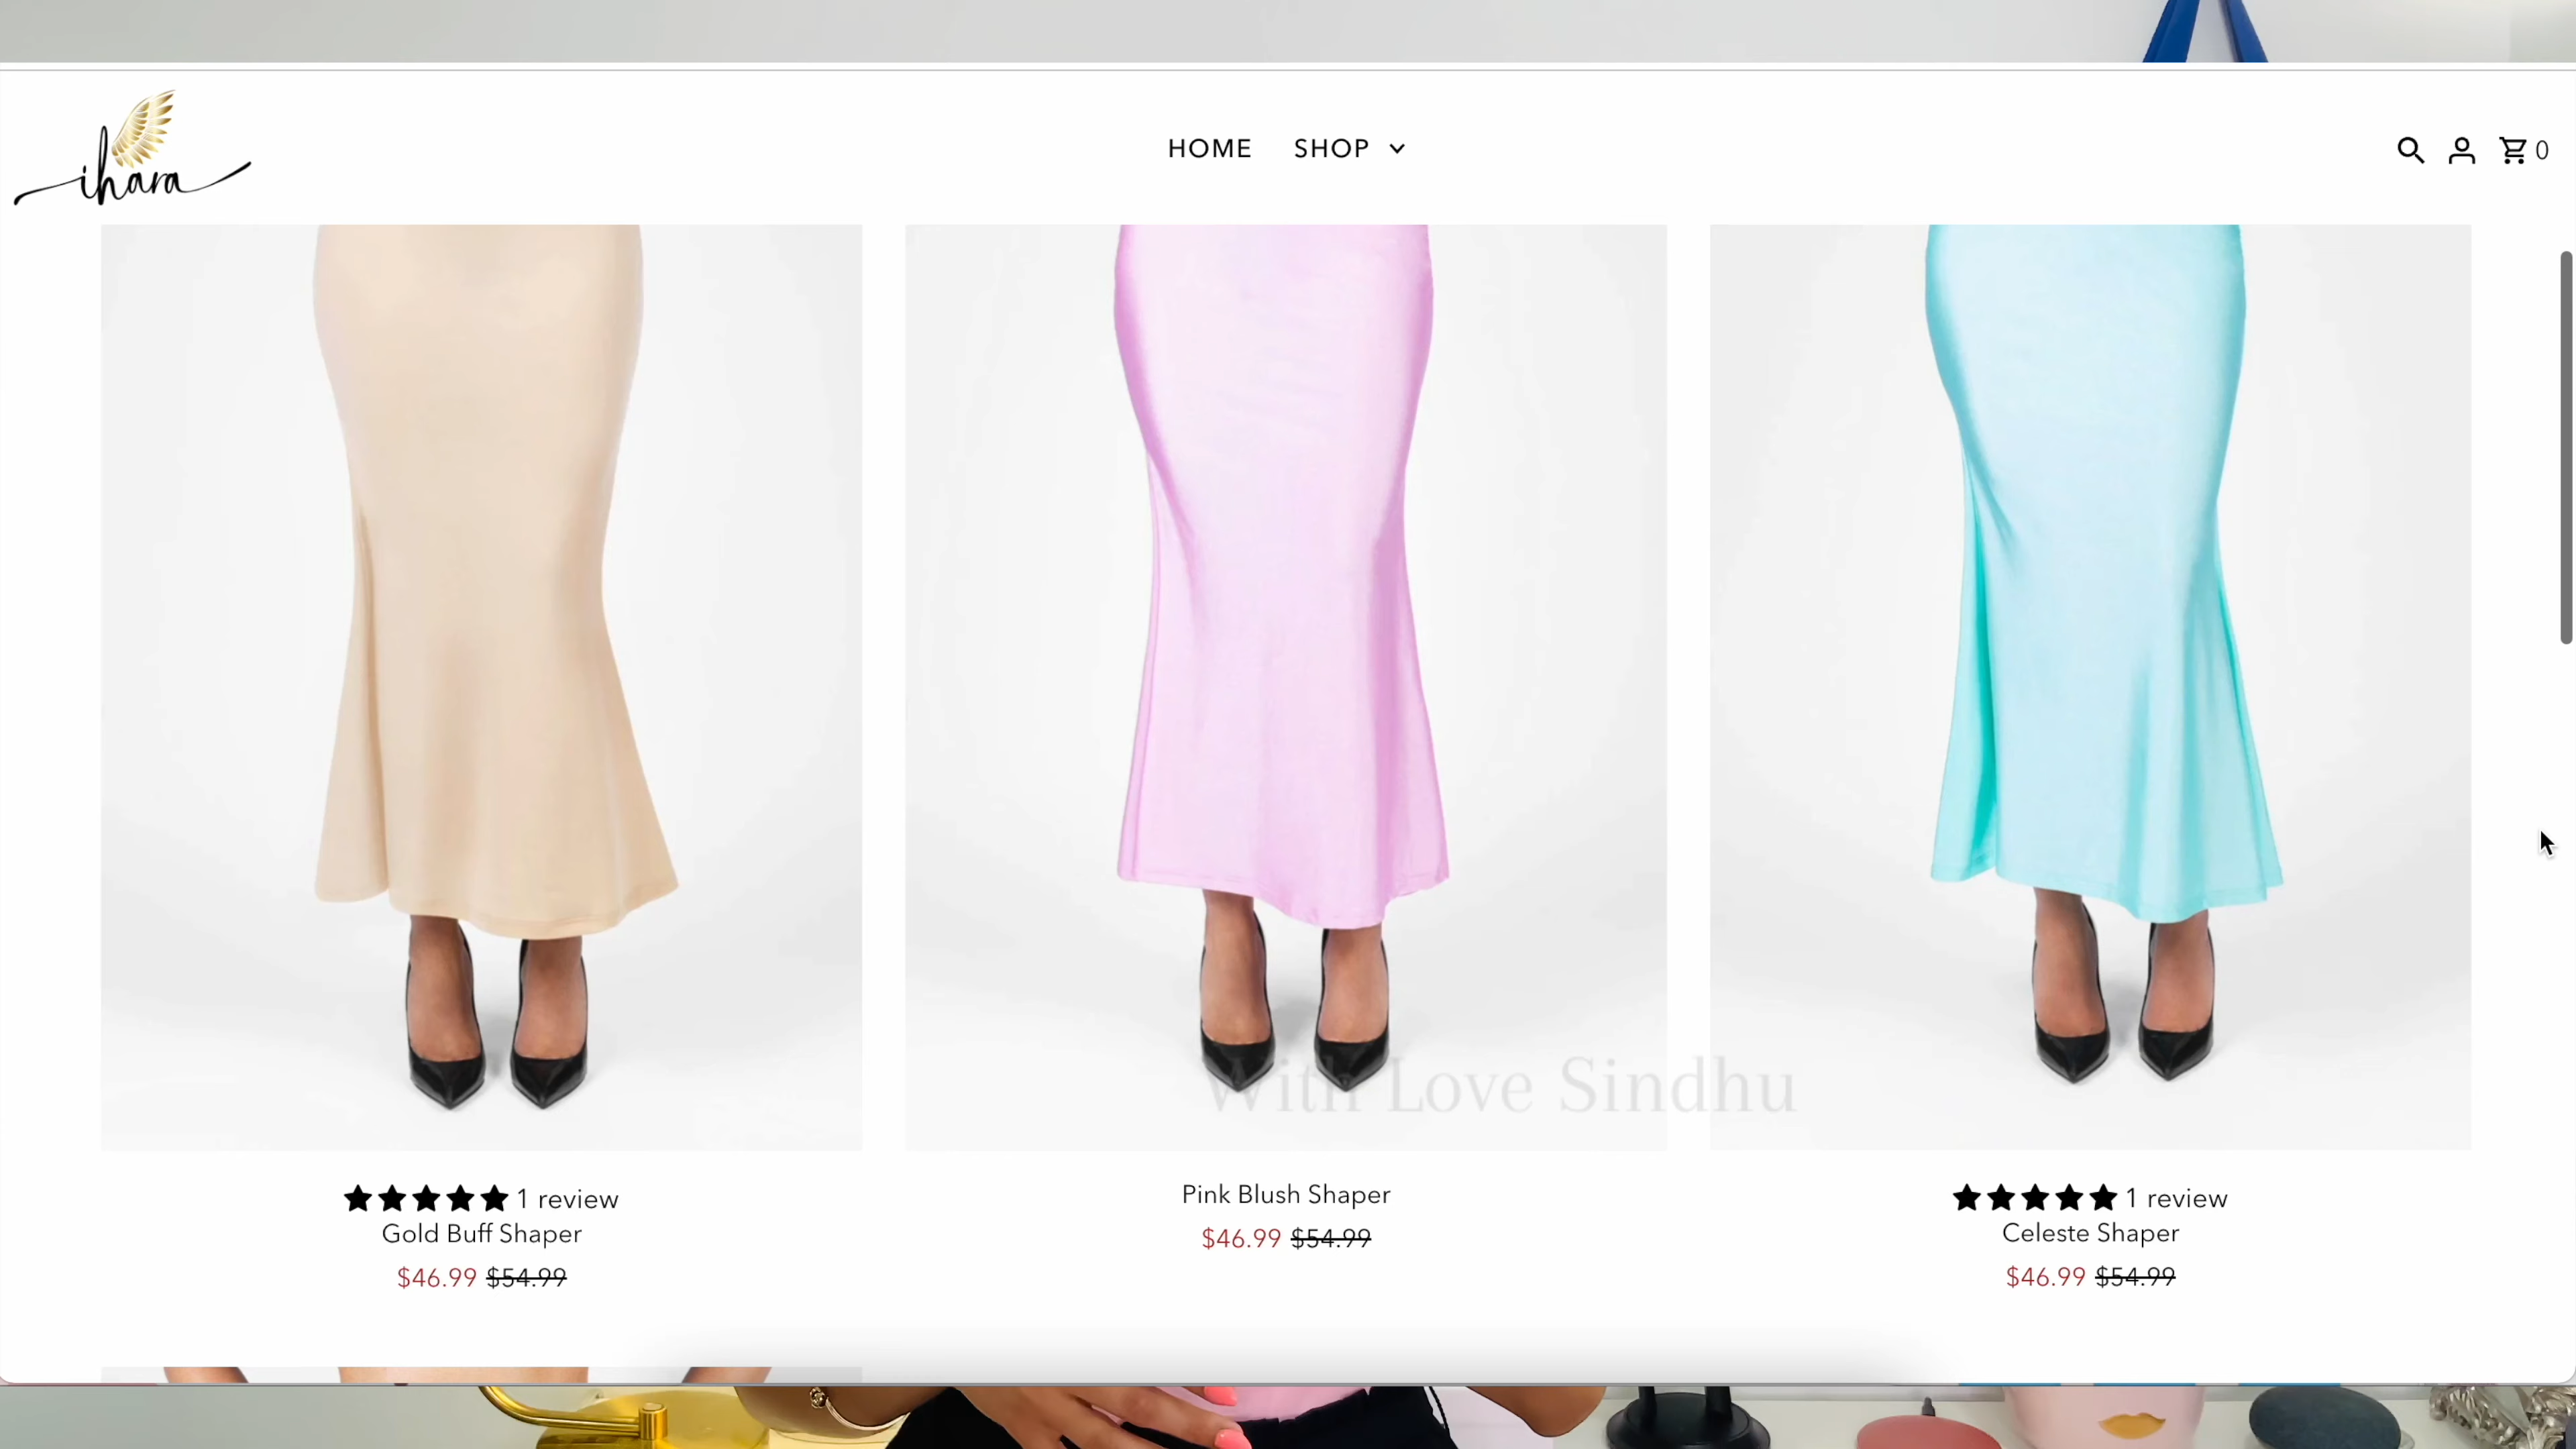 ihara
HOME SHOP 0
With Love Sindhu
1 review
Gold Buff Shaper
$46.99 $54.99
Pink Blush Shaper
$46.99 $54.99
1 review
Celeste Shaper
$46.99 $54.99